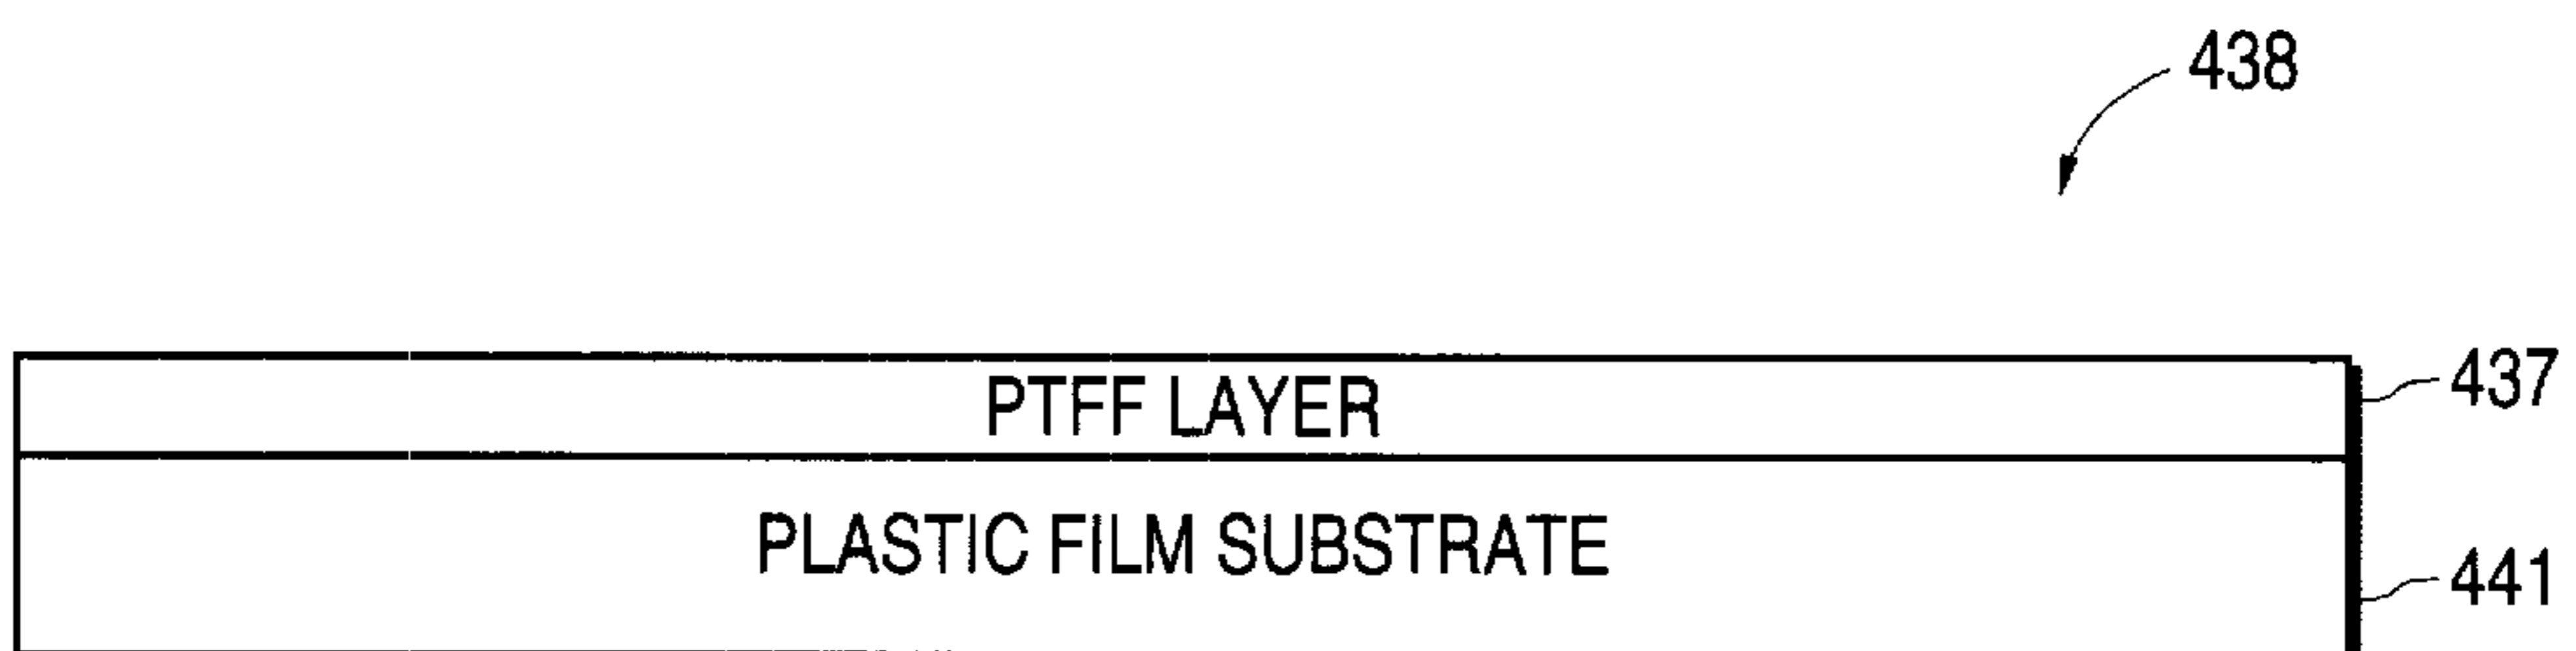 438
PTFF LAYER
437
PLASTIC FILM SUBSTRATE
441